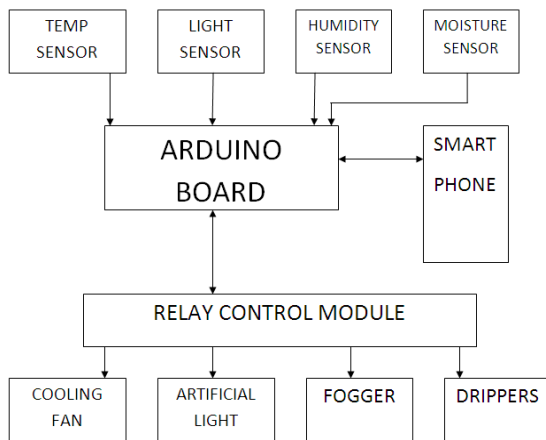 TEMP
SENSOR
LIGHT
SENSOR
HUMIDITY
SENSOR
MOISTURE
SENSOR
ARDUINO
BOARD
SMART
PHONE
RELAY CONTROL MODULE
COOLING
FAN
ARTIFICIAL
LIGHT
FOGGER
DRIPPERS